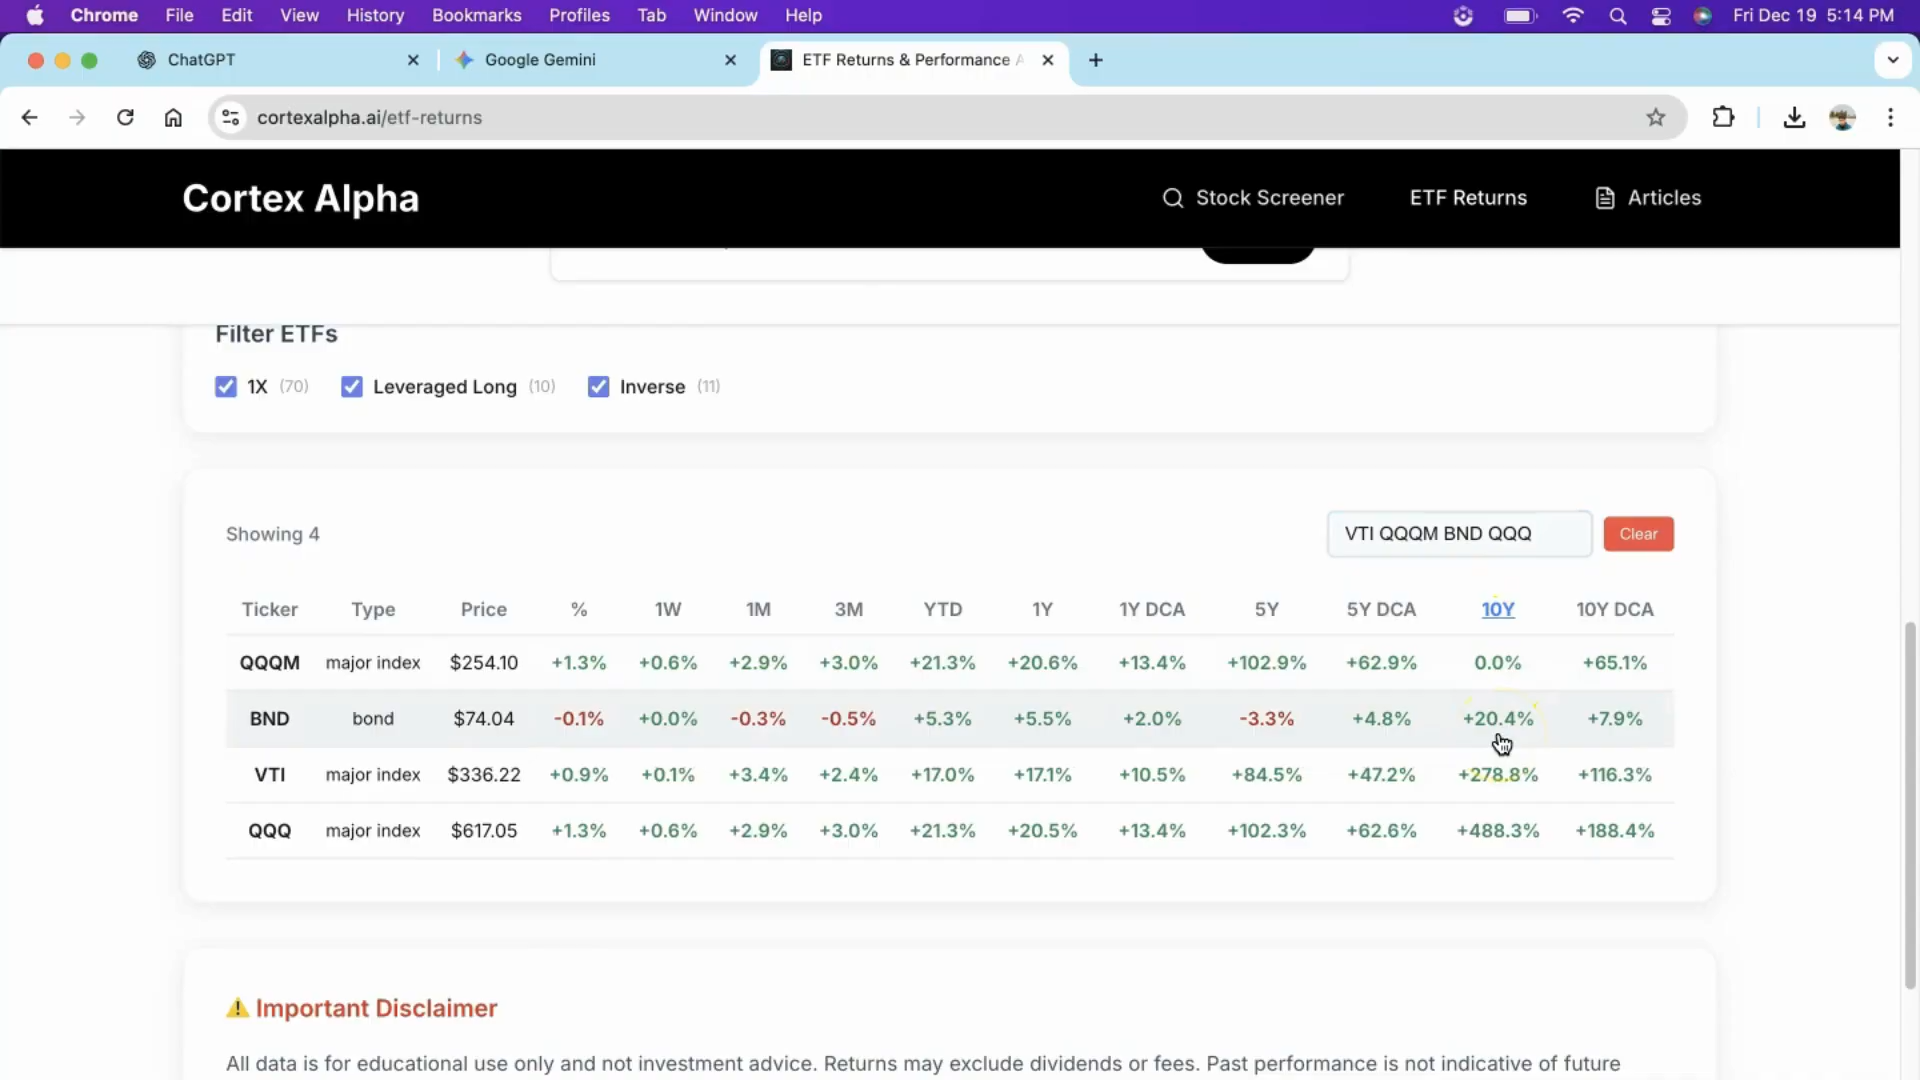 Chrome File Edit View History Bookmarks Profiles Tab Window Help Fri Dec 19 5:14 PM
ChatGPT Google Gemini ETF Returns & Performance
cortexalpha.ai/etf-returns
Cortex Alpha Stock Screener ETF Returns Articles
Filter ETFs
1X (70) Leveraged Long (10) Inverse (11)
Showing 4 VTI QQQM BND QQQ Clear
Ticker Type Price % 1W 1M 3M YTD 1Y 1Y DCA 5Y 5Y DCA 10Y 10Y DCA
QQQM major index $254.10 +1.3% +0.6% +2.9% +3.0% +21.3% +20.6% +13.4% +102.9% +62.9% 0.0% +65.1%
BND bond $74.04 -0.1% +0.0% -0.3% -0.5% +5.3% +5.5% +2.0% -3.3% +4.8% +20.4% +7.9%
VTI major index $336.22 +0.9% +0.1% +3.4% +2.4% +17.0% +17.1% +10.5% +84.5% +47.2% +278.8% +116.3%
QQQ major index $617.05 +1.3% +0.6% +2.9% +3.0% +21.3% +20.5% +13.4% +102.3% +62.6% +488.3% +188.4%
Important Disclaimer
All data is for educational use only and not investment advice. Returns may exclude dividends or fees. Past performance is not indicative of future